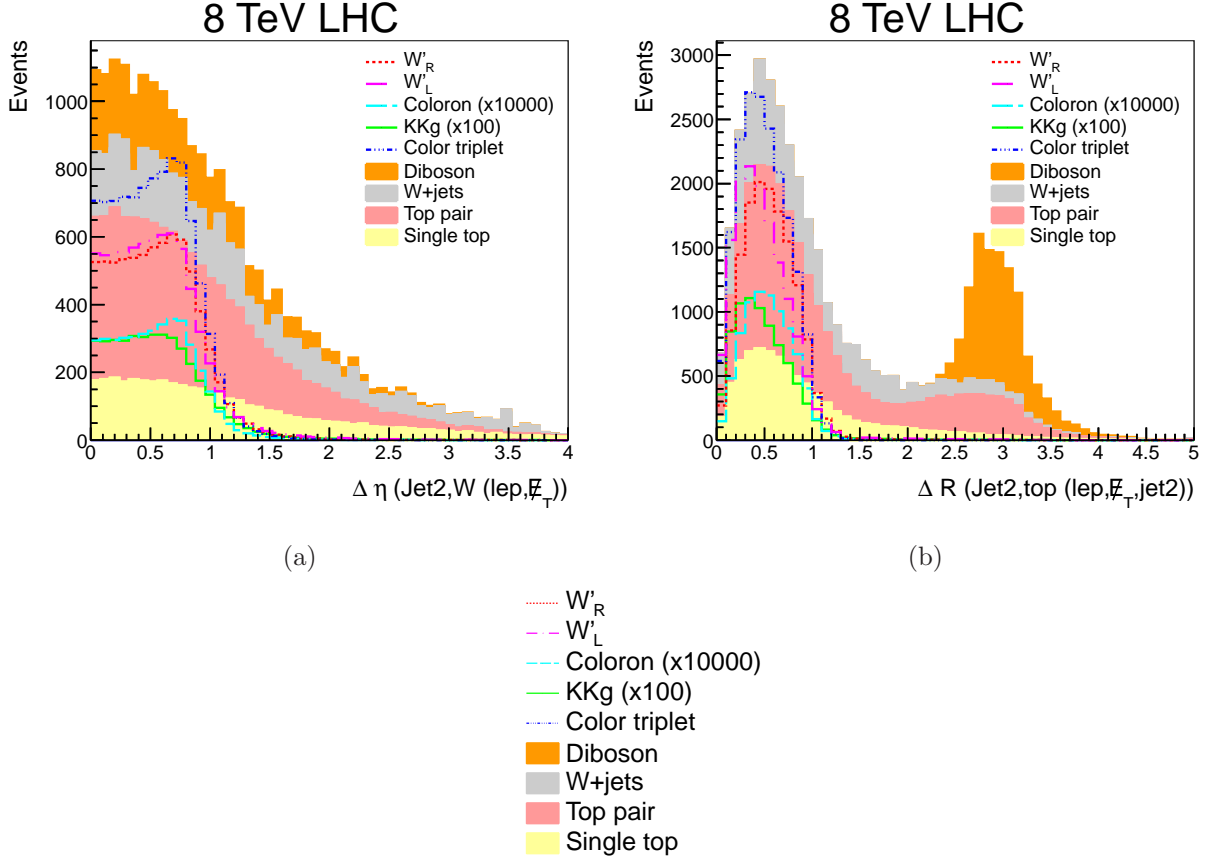 8 TeV LHC
Events
W'R
W'L
Coloron (x10000)
KKg (x100)
Color triplet
Diboson
W+jets
Top pair
Single top
1000
800
600
400
200
0
0 0.5 1 1.5 2 2.5 3 3.5 4
Δ η (Jet2,W (lep,E̸T))
(a)
8 TeV LHC
Events
W'R
W'L
Coloron (x10000)
KKg (x100)
Color triplet
Diboson
W+jets
Top pair
Single top
3000
2500
2000
1500
1000
500
0
0 0.5 1 1.5 2 2.5 3 3.5 4 4.5 5
Δ R (Jet2,top (lep,E̸T,jet2))
(b)
W'R
W'L
Coloron (x10000)
KKg (x100)
Color triplet
Diboson
W+jets
Top pair
Single top